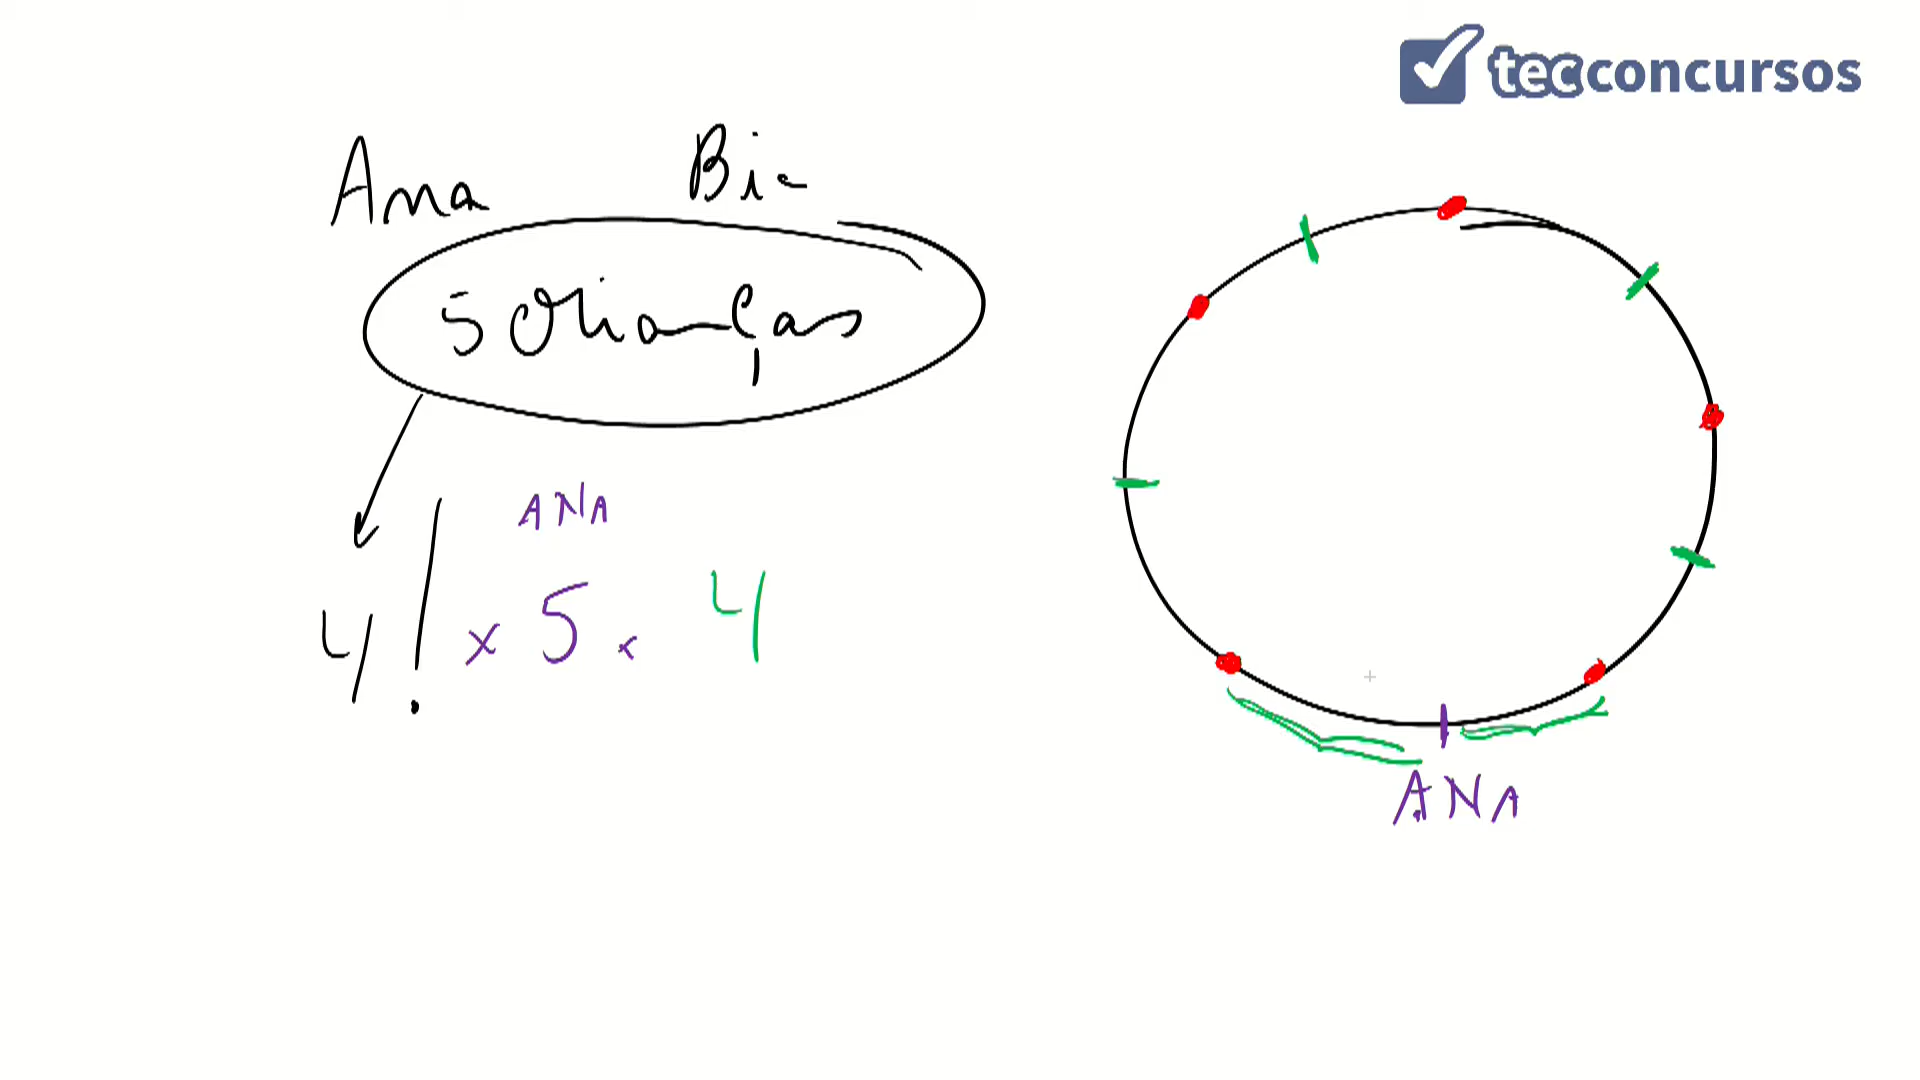 tecconcursos
Ana Bia
5 Crianças
ANA
4! x 5 x 4
ANA